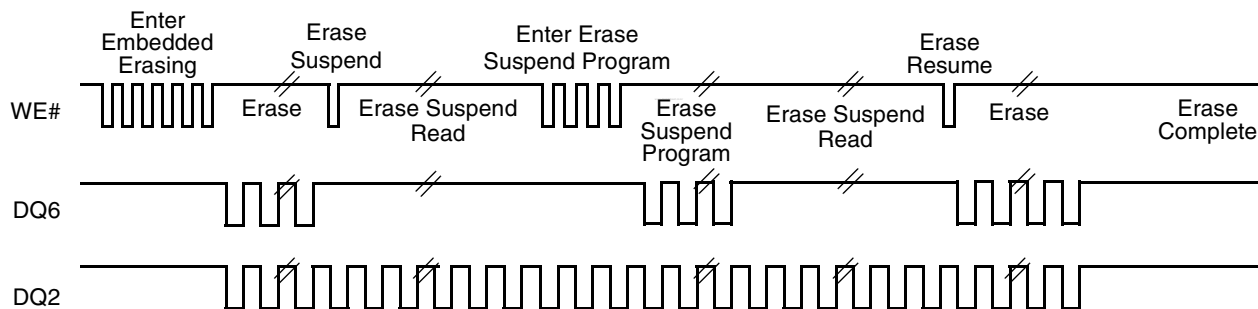 Enter
Embedded
Erasing
Erase
Suspend
Enter Erase
Suspend Program
Erase
Resume
WE#
Erase
Erase Suspend
Read
Erase
Suspend
Program
Erase Suspend
Read
Erase
Erase
Complete
DQ6
DQ2